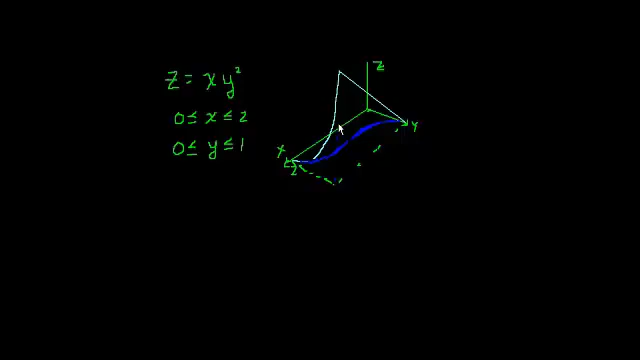 z = xy²
0 ≤ x ≤ 2
0 ≤ y ≤ 1
z
y
x
2